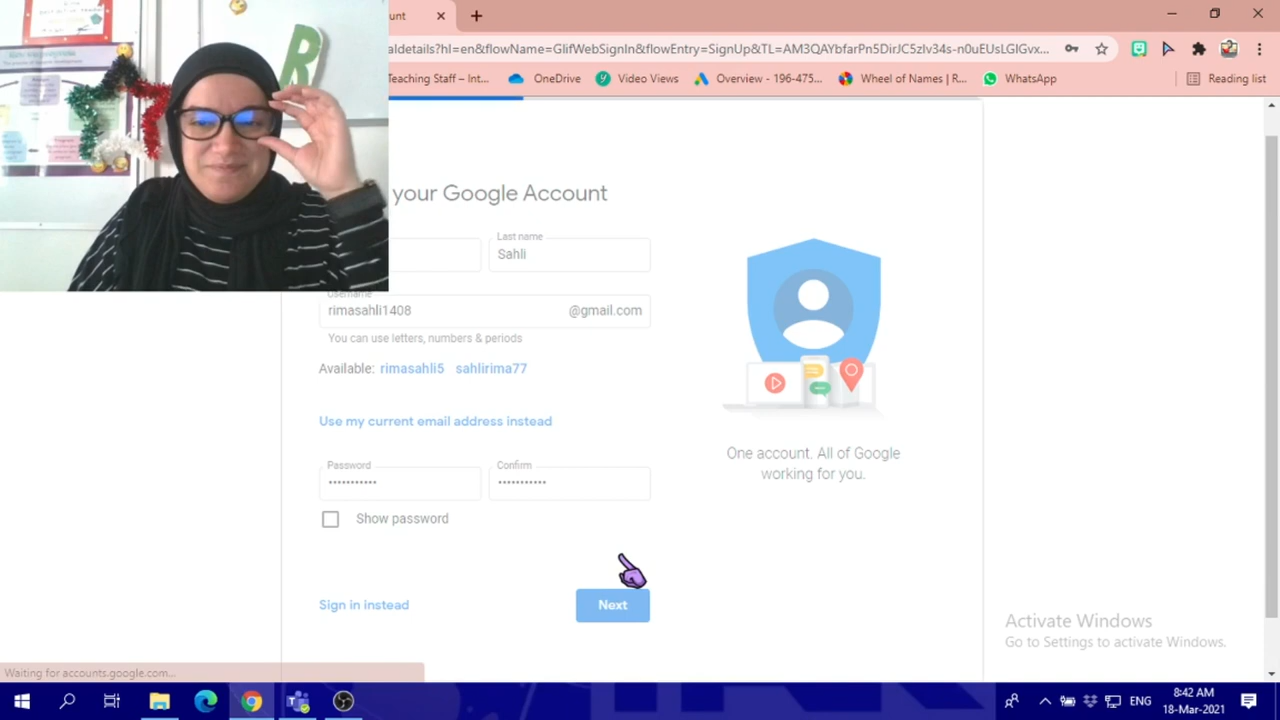 ount
aldetails?hl=en&flowName=GlifWebSignIn&flowEntry=SignUp&TL=
Teaching Staff – Int...
OneDrive
Video Views
Overview - 196-475...
Wheel of Names | R...
WhatsApp
Reading list
R
your Google Account
Last name
Sahli
Username
rimasahli1408
@gmail.com
You can use letters, numbers & periods
Available: rimasahli5 sahlirima77
Use my current email address instead
Password
Confirm
Show password
Sign in instead
Next
One account. All of Google
working for you.
Activate Windows
Go to Settings to activate Windows.
Waiting for accounts.google.com...
ENG
8:42 AM
18-Mar-2021